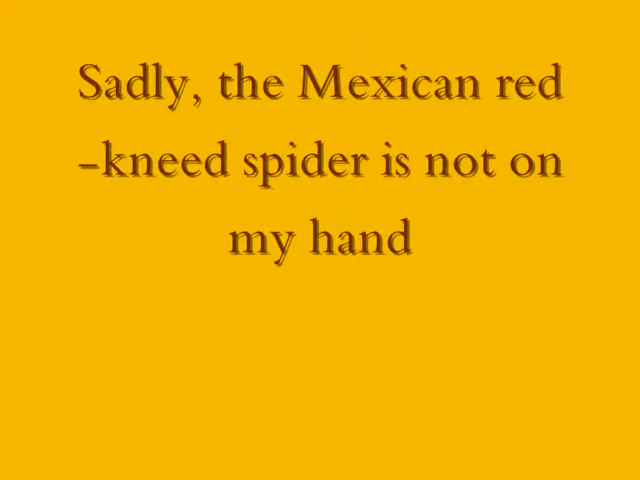 Sadly, the Mexican red
-kneed spider is not on
my hand